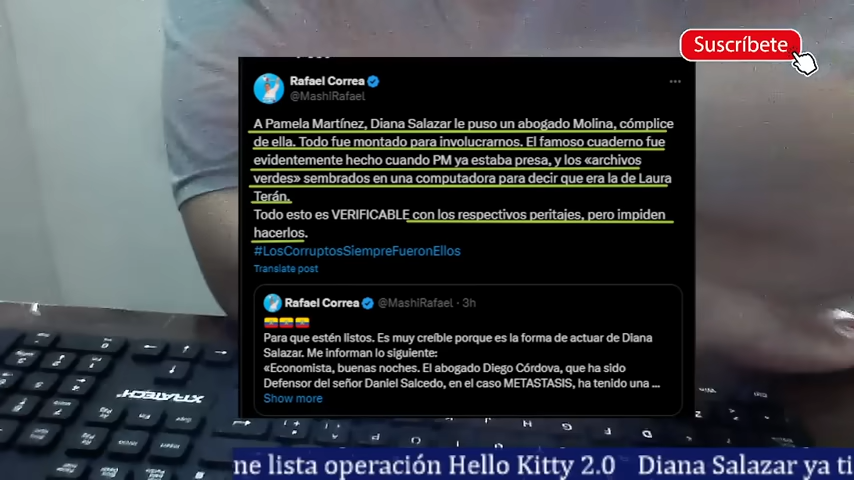 Suscríbete
Rafael Correa
@MashiRafael
A Pamela Martínez, Diana Salazar le puso un abogado Molina, cómplice
de ella. Todo fue montado para involucrarnos. El famoso cuaderno fue
evidentemente hecho cuando PM ya estaba presa, y los «archivos
verdes» sembrados en una computadora para decir que era la de Laura
Terán.
Todo esto es VERIFICABLE con los respectivos peritajes, pero impiden
hacerlos.
#LosCorruptosSiempreFueronEllos
Translate post
Rafael Correa @MashiRafael · 3h
Para que estén listos. Es muy creíble porque es la forma de actuar de Diana
Salazar. Me informan lo siguiente:
«Economista, buenas noches. El abogado Diego Córdova, que ha sido
Defensor del señor Daniel Salcedo, en el caso METASTASIS, ha tenido una ...
Show more
XRATECH
ne lista operación Hello Kitty 2.0 Diana Salazar ya ti